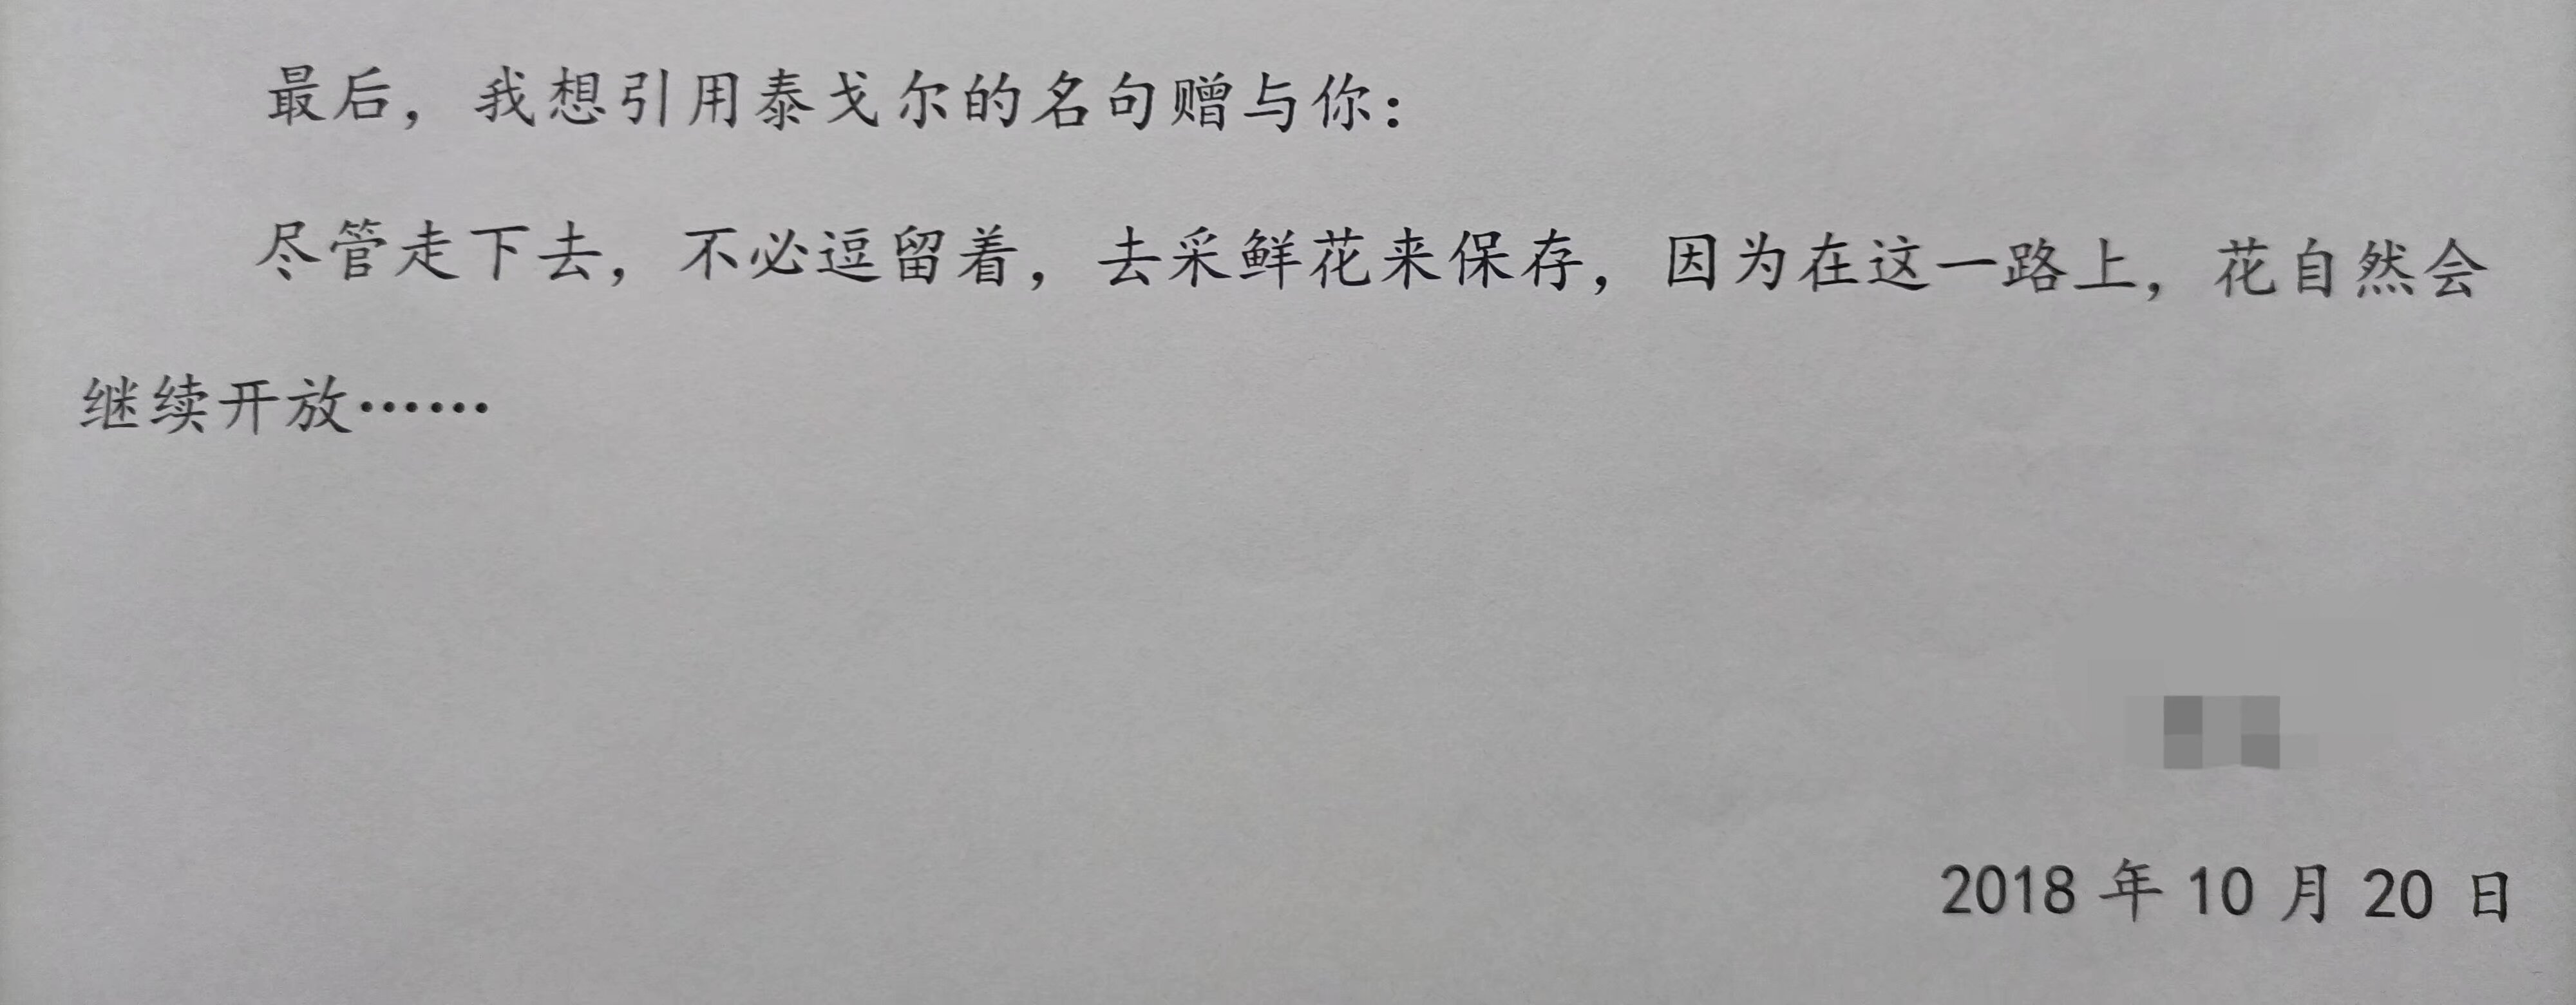 最后，我想引用泰戈尔的名句赠与你：
尽管走下去，不必逗留着，去采鲜花来保存，因为在这一路上，花自然会
继续开放……
2018 年 10 月 20 日